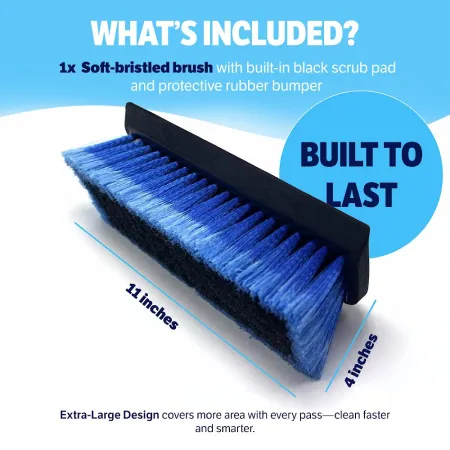 WHAT'S INCLUDED?
1x Soft-bristled brush with built-in black scrub pad
and protective rubber bumper
BUILT TO
LAST
11 inches
4 inches
Extra-Large Design covers more area with every pass—clean faster
and smarter.